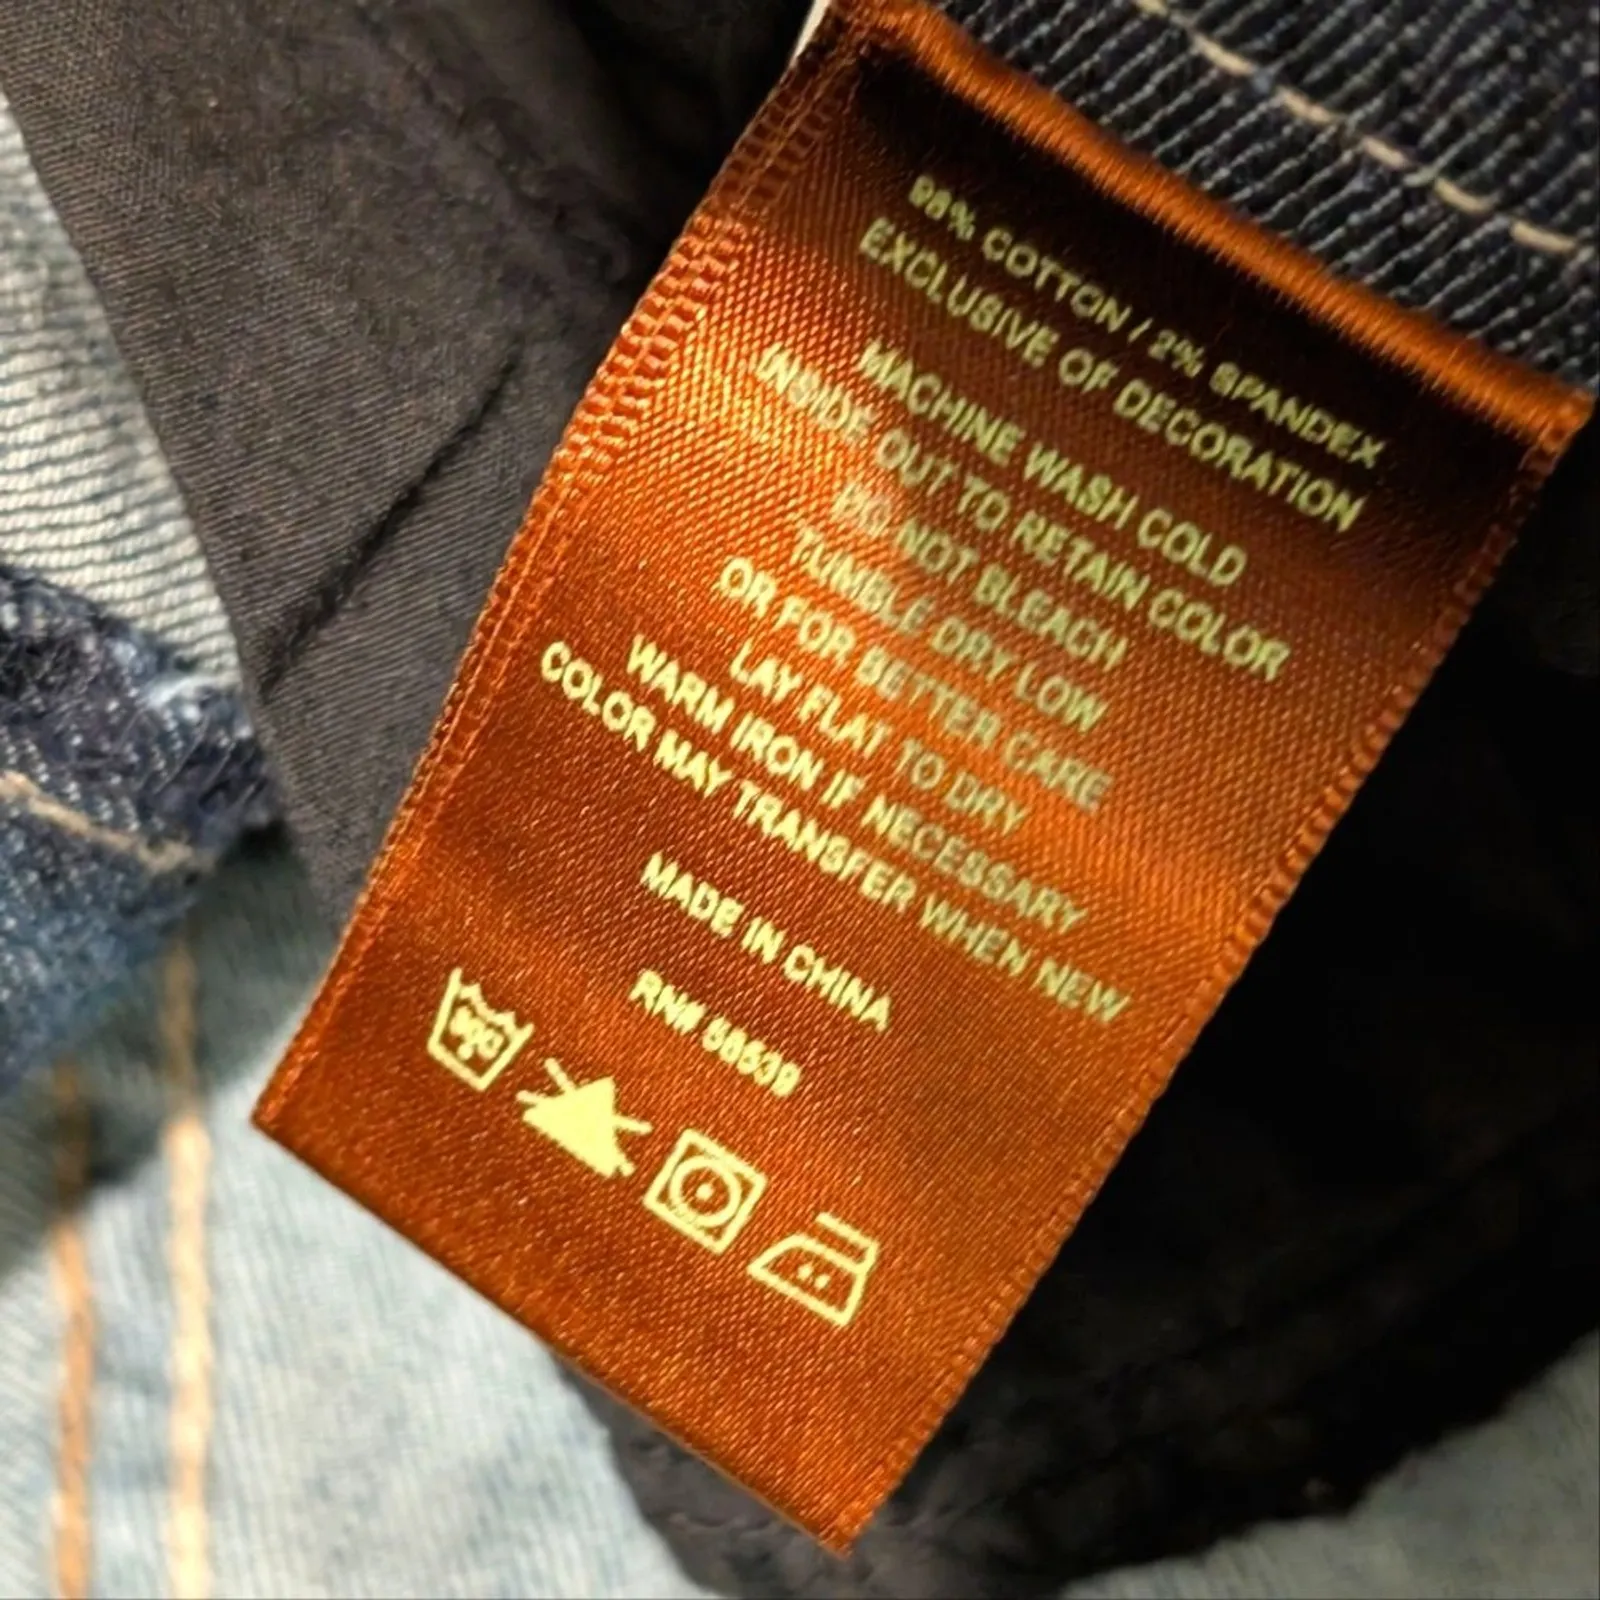 98% COTTON / 2% SPANDEX
EXCLUSIVE OF DECORATION
MACHINE WASH COLD
INSIDE OUT TO RETAIN COLOR
DO NOT BLEACH
TUMBLE DRY LOW
OR FOR BETTER CARE
LAY FLAT TO DRY
WARM IRON IF NECESSARY
COLOR MAY TRANSFER WHEN NEW
MADE IN CHINA
RN#